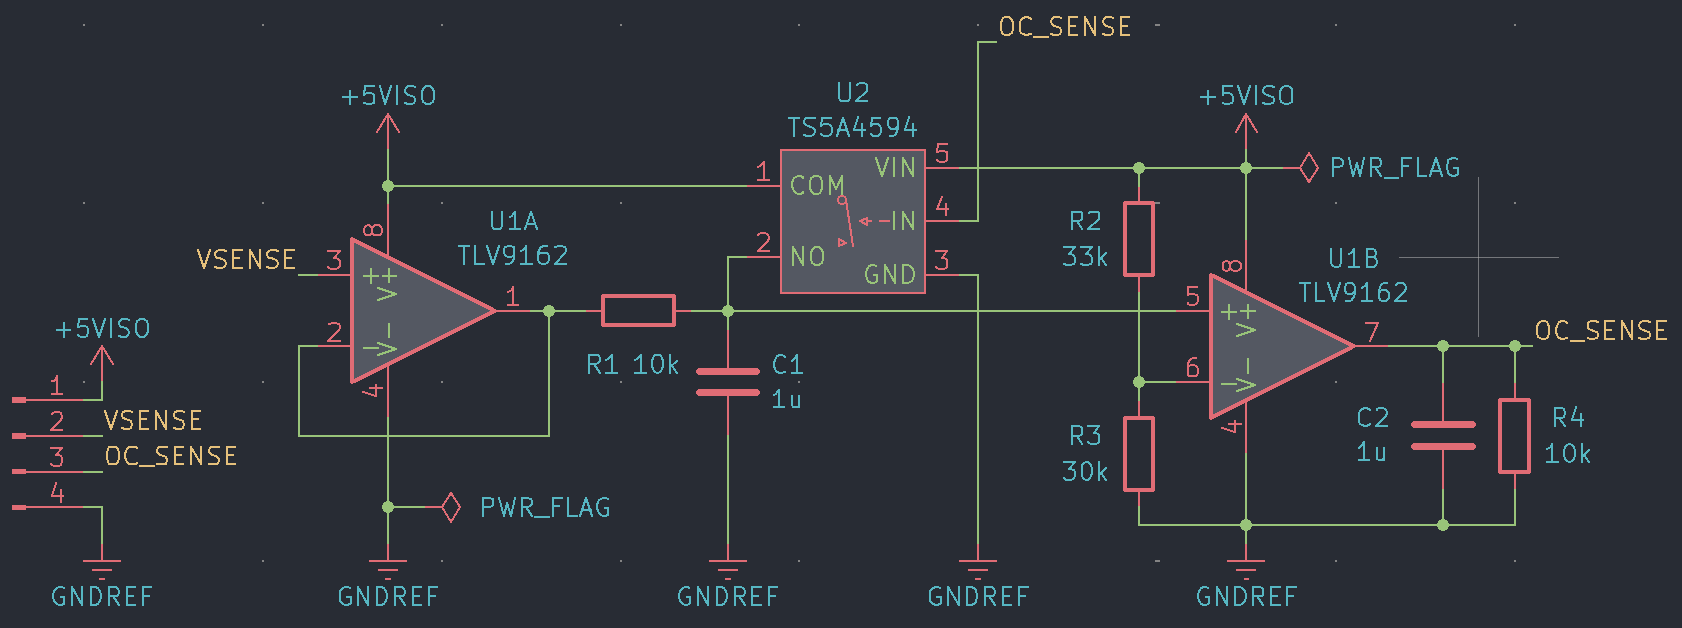 OC_SENSE
+5VISO
U2
TS5A4594
+5VISO
1
COM
VIN
5
PWR_FLAG
IN
4
2
NO
GND
3
U1A
TLV9162
8
VSENSE
3
+
V+
1
2
-
V-
4
R1 10k
C1
1u
R2
33k
U1B
TLV9162
8
5
+
V+
7
OC_SENSE
6
-
V-
4
R3
30k
C2
1u
R4
10k
+5VISO
1
2
VSENSE
3
OC_SENSE
4
PWR_FLAG
GNDREF
GNDREF
GNDREF
GNDREF
GNDREF